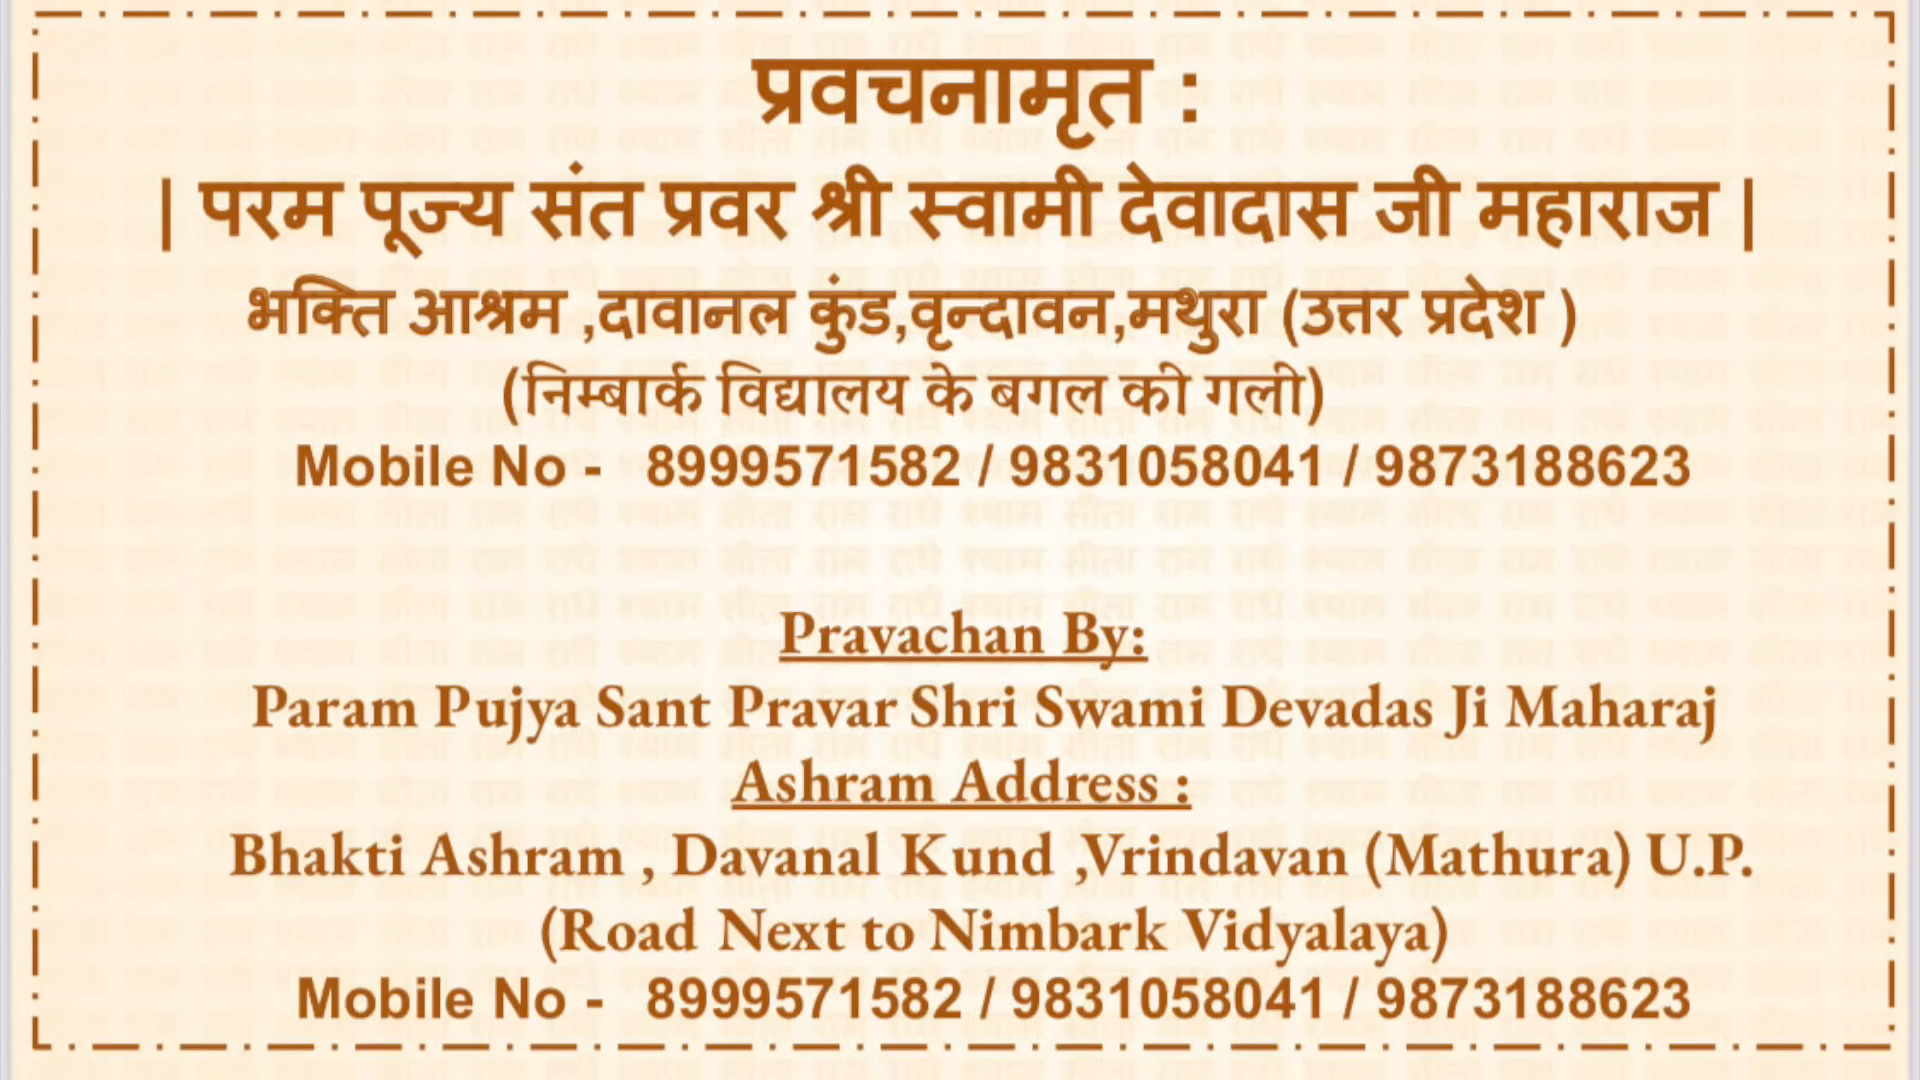 प्रवचनामृत :
| परम पूज्य संत प्रवर श्री स्वामी देवादास जी महाराज |
भक्ति आश्रम ,दावानल कुंड,वृन्दावन,मथुरा (उत्तर प्रदेश )
(निम्बार्क विद्यालय के बगल की गली)
Mobile No - 8999571582 / 9831058041 / 9873188623
Pravachan By:
Param Pujya Sant Pravar Shri Swami Devadas Ji Maharaj
Ashram Address :
Bhakti Ashram , Davanal Kund ,Vrindavan (Mathura) U.P.
(Road Next to Nimbark Vidyalaya)
Mobile No - 8999571582 / 9831058041 / 9873188623